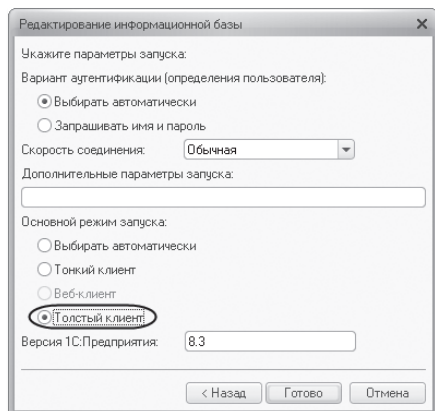 Редактирование информационной базы
Укажите параметры запуска:
Вариант аутентификации (определения пользователя):
Выбирать автоматически
Запрашивать имя и пароль
Скорость соединения: Обычная
Дополнительные параметры запуска:
Основной режим запуска:
Выбирать автоматически
Тонкий клиент
Веб-клиент
Толстый клиент
Версия 1С:Предприятия: 8.3
< Назад Готово Отмена